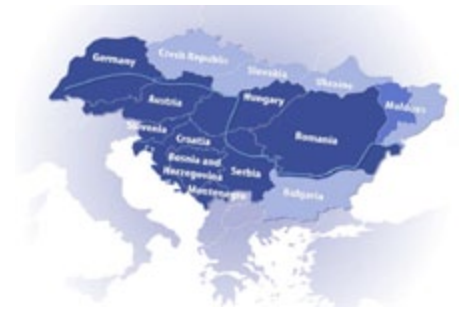 Germany
Czech Republic
Slovakia
Ukraine
Austria
Hungary
Moldova
Slovenia
Croatia
Romania
Bosnia and
Herzegovina
Serbia
Montenegro
Bulgaria